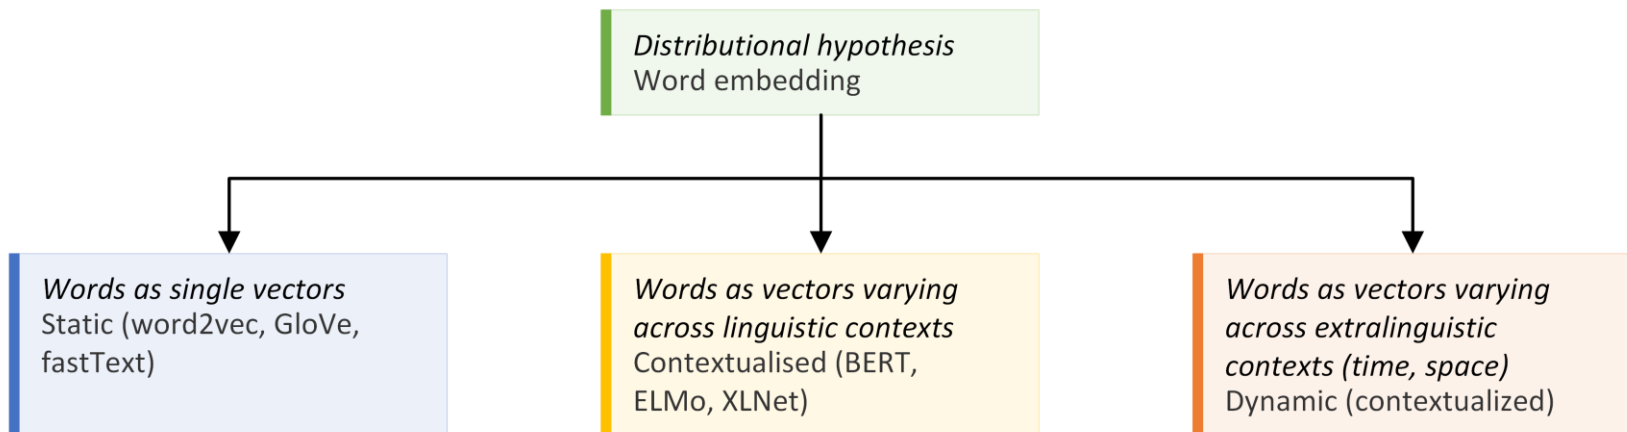 Distributional hypothesis
Word embedding
Words as single vectors
Static (word2vec, GloVe,
fastText)
Words as vectors varying
across linguistic contexts
Contextualised (BERT,
ELMo, XLNet)
Words as vectors varying
across extralinguistic
contexts (time, space)
Dynamic (contextualized)